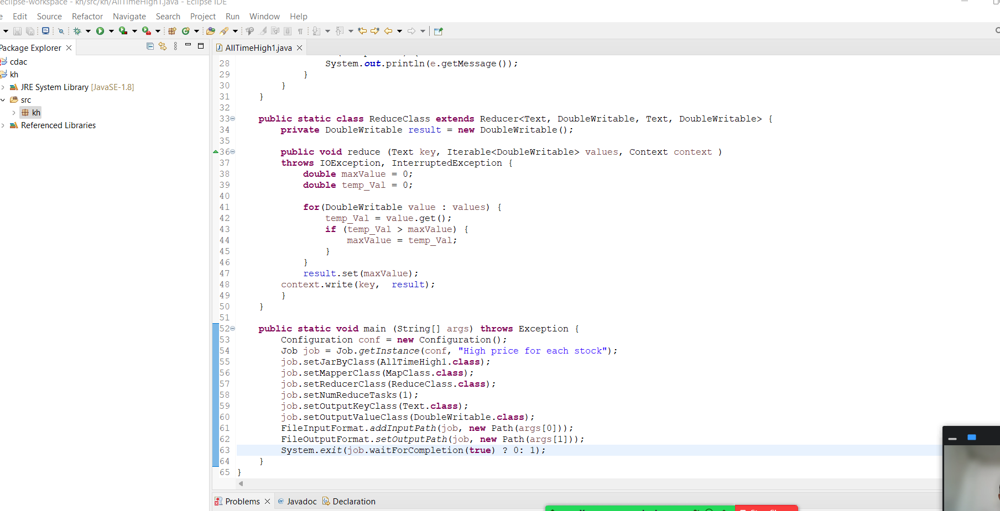 eclipse-workspace - kh/src/kh/AllTimeHigh1.java - Eclipse IDE
Edit Source Refactor Navigate Search Project Run Window Help
Package Explorer
AllTimeHigh1.java
cdac
kh
JRE System Library [JavaSE-1.8]
src
kh
Referenced Libraries
28 System.out.println(e.getMessage());
29 }
30 }
31 }
32
33 public static class ReduceClass extends Reducer<Text, DoubleWritable, Text, DoubleWritable> {
34 private DoubleWritable result = new DoubleWritable();
35
36 public void reduce (Text key, Iterable<DoubleWritable> values, Context context )
37 throws IOException, InterruptedException {
38 double maxValue = 0;
39 double temp_Val = 0;
40
41 for(DoubleWritable value : values) {
42 temp_Val = value.get();
43 if (temp_Val > maxValue) {
44 maxValue = temp_Val;
45 }
46 }
47 result.set(maxValue);
48 context.write(key,  result);
49 }
50 }
51
52 public static void main (String[] args) throws Exception {
53 Configuration conf = new Configuration();
54 Job job = Job.getInstance(conf, "High price for each stock");
55 job.setJarByClass(AllTimeHigh1.class);
56 job.setMapperClass(MapClass.class);
57 job.setReducerClass(ReduceClass.class);
58 job.setNumReduceTasks(1);
59 job.setOutputKeyClass(Text.class);
60 job.setOutputValueClass(DoubleWritable.class);
61 FileInputFormat.addInputPath(job, new Path(args[0]));
62 FileOutputFormat.setOutputPath(job, new Path(args[1]));
63 System.exit(job.waitForCompletion(true) ? 0: 1);
64 }
65 }
Problems @ Javadoc Declaration